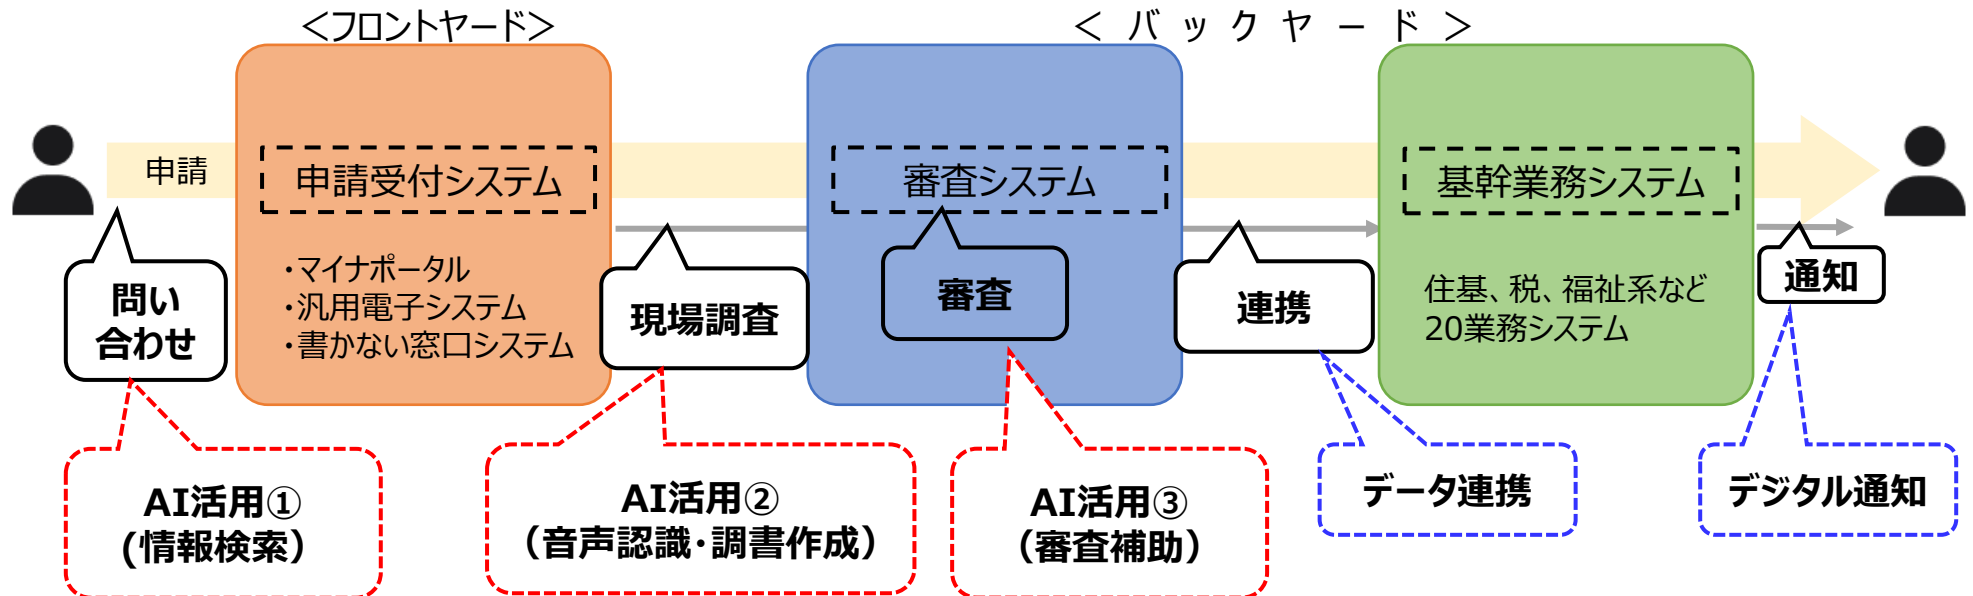 ＜フロントヤード＞
＜ バ ッ ク ヤ ー ド ＞
申請
申請受付システム
審査システム
基幹業務システム
・マイナポータル
・汎用電子システム
・書かない窓口システム
住基、税、福祉系など
20業務システム
問い
合わせ
現場調査
審査
連携
通知
AI活用①
(情報検索）
AI活用②
（音声認識・調書作成）
AI活用③
（審査補助）
データ連携
デジタル通知